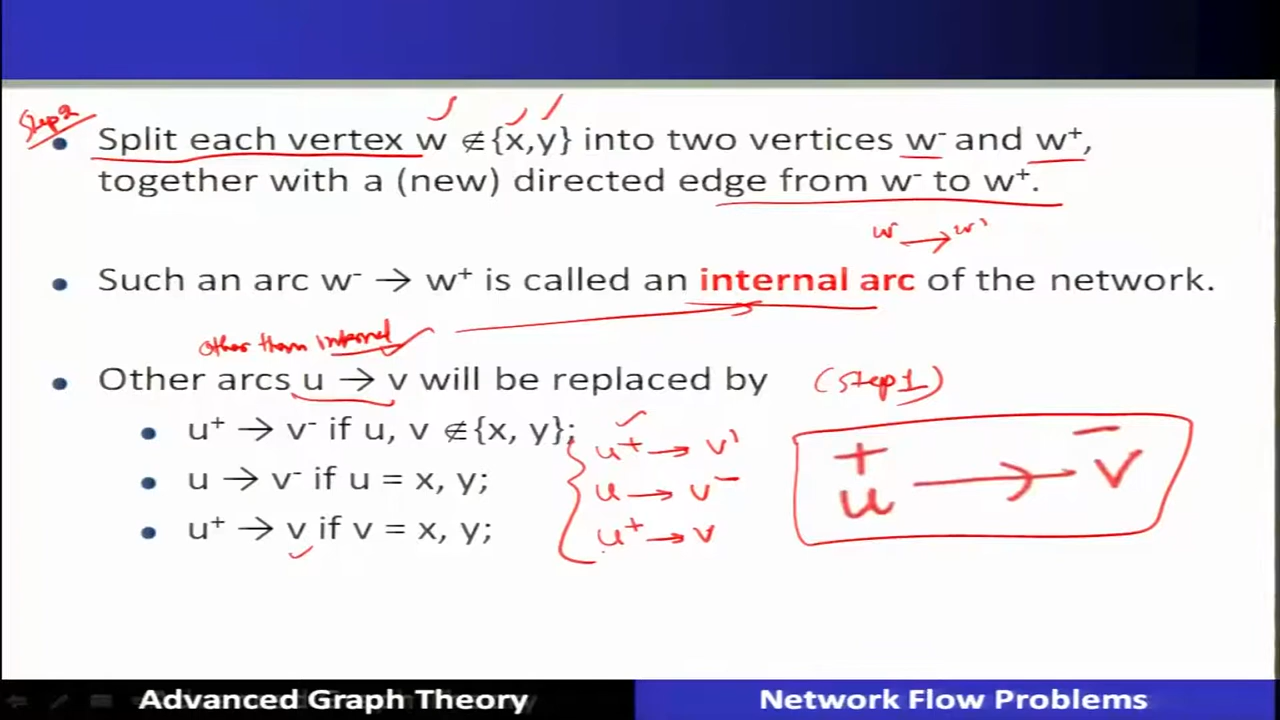 Step 2
• Split each vertex w ∉{x,y} into two vertices w⁻ and w⁺,
together with a (new) directed edge from w⁻ to w⁺.
• Such an arc w⁻ → w⁺ is called an internal arc of the network.
Other them internal
• Other arcs u → v will be replaced by (step 1)
• u⁺ → v⁻ if u, v ∉{x, y};
• u → v⁻ if u = x, y;
• u⁺ → v if v = x, y;
u → v⁻
u⁺ → v
+ −
u → v
Advanced Graph Theory
Network Flow Problems